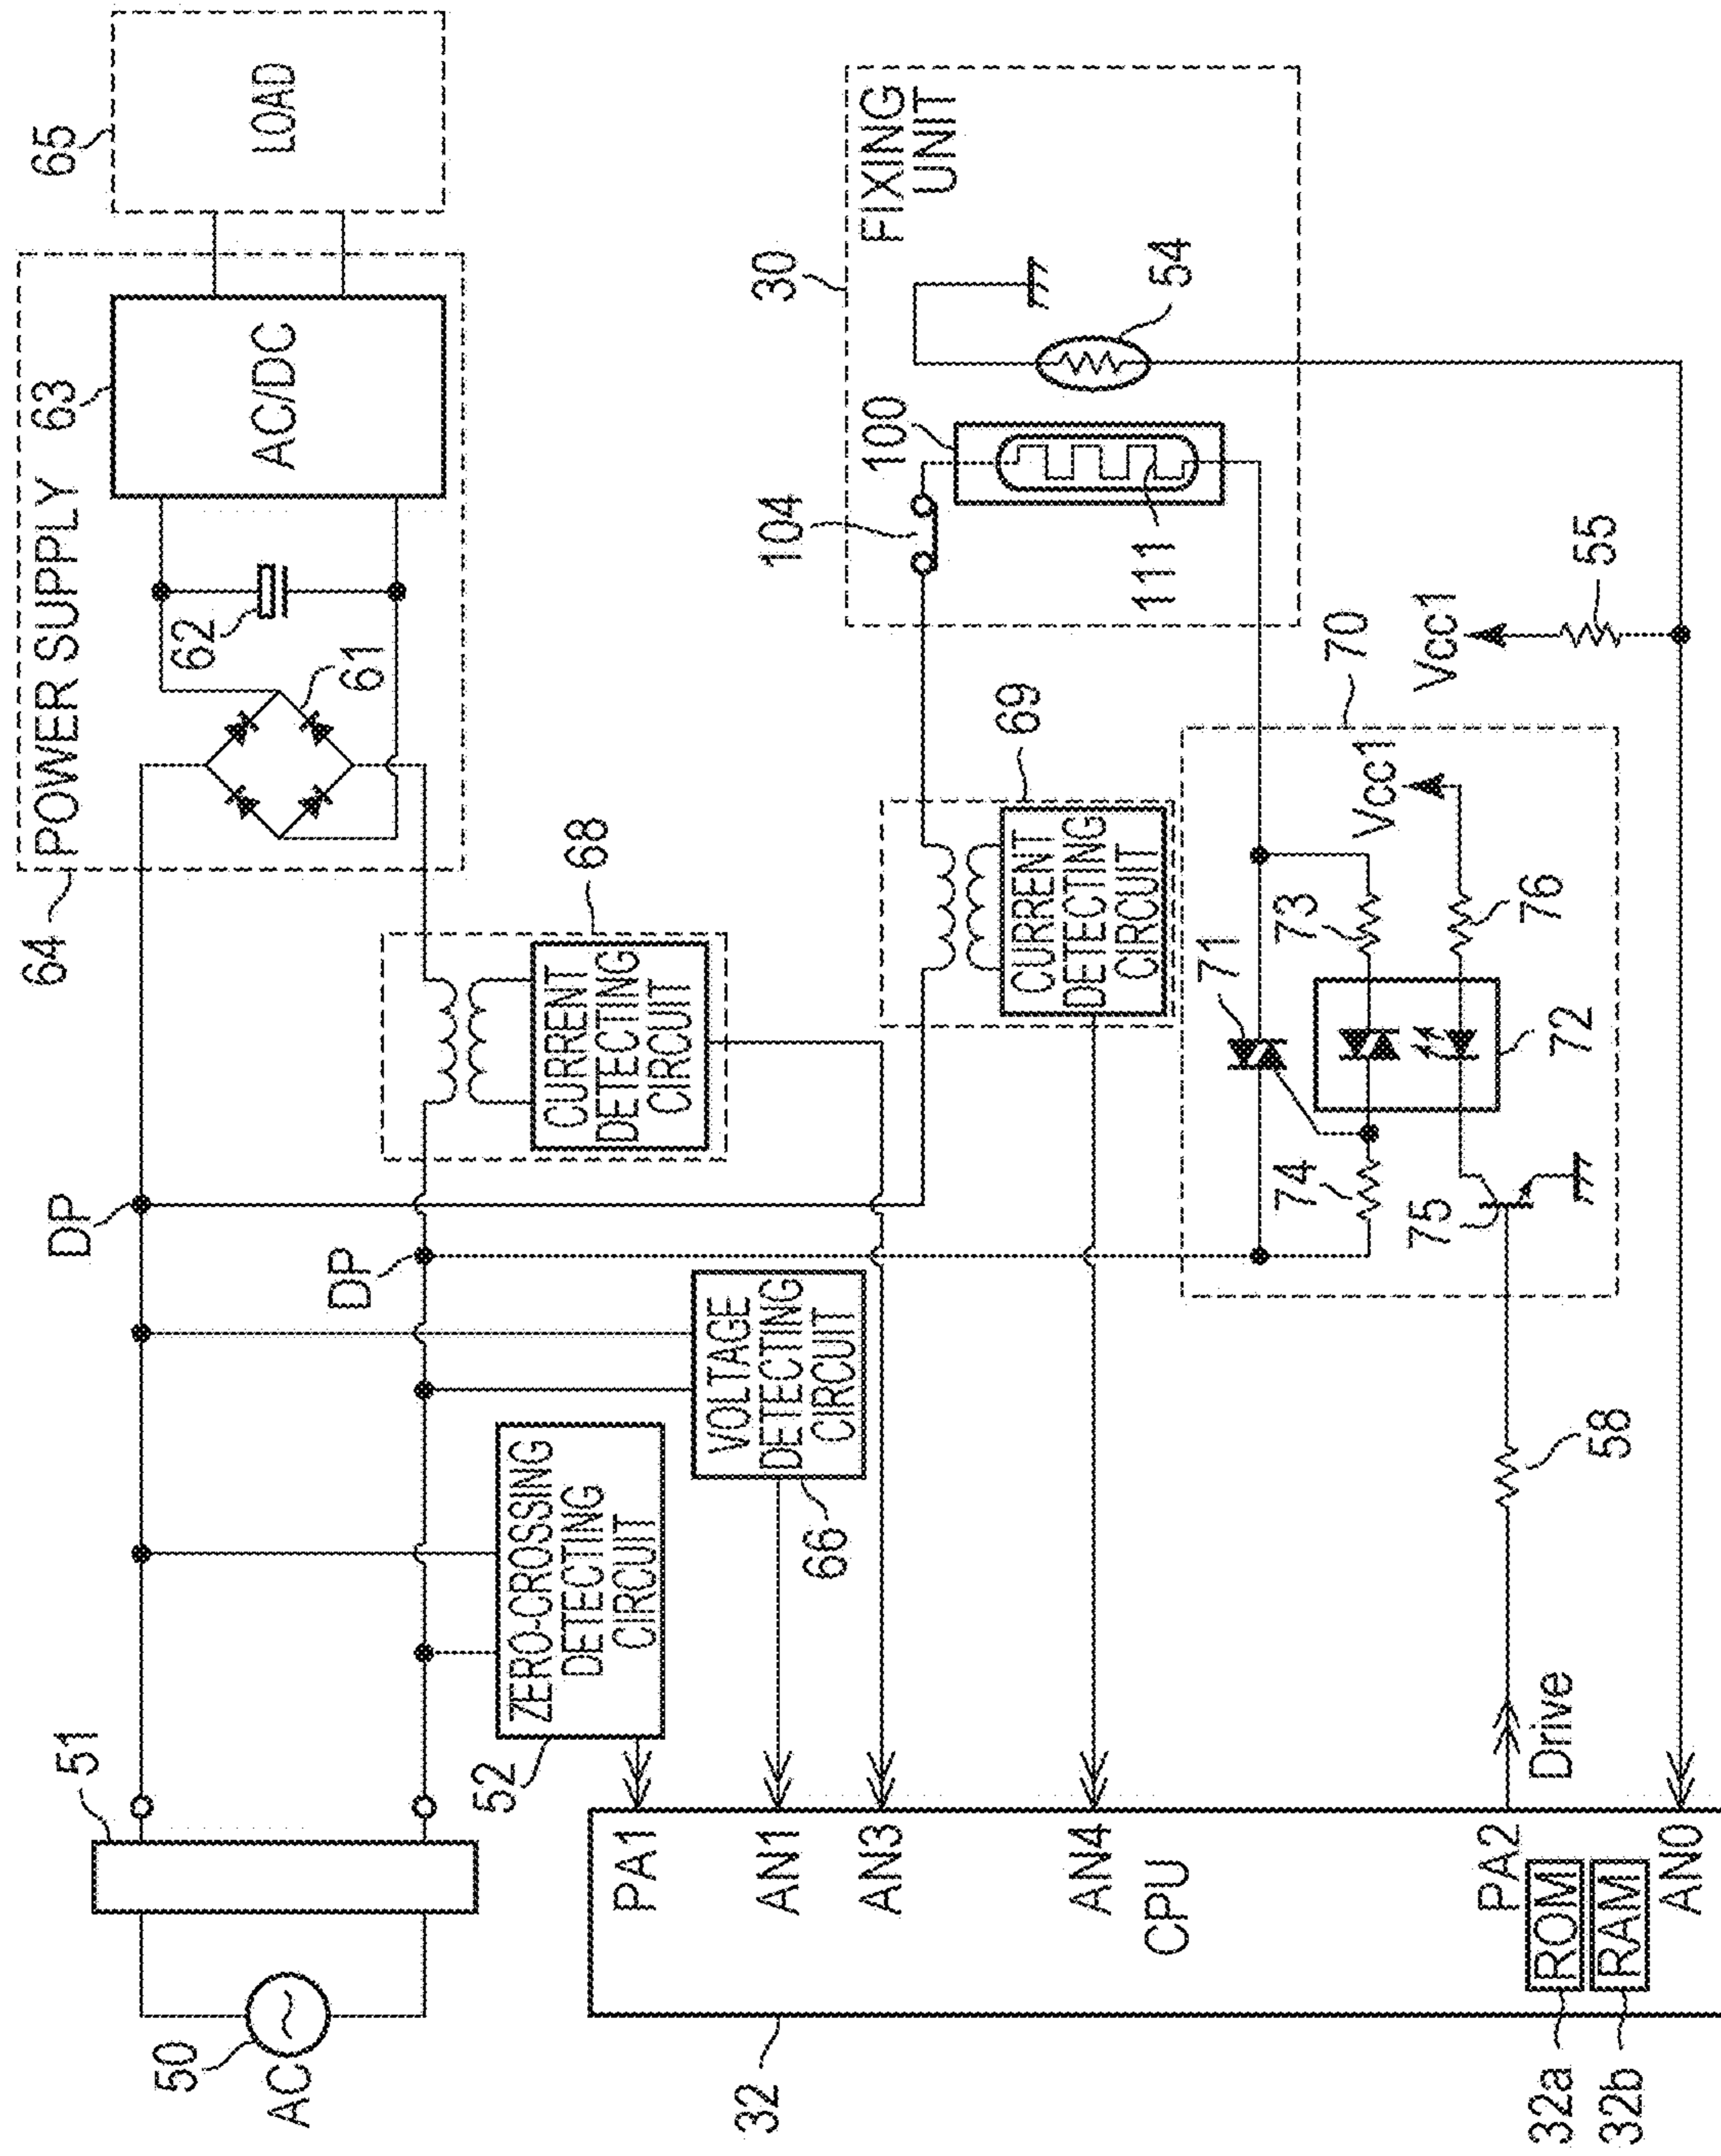 50
AC
51
DP
DP
64
POWER SUPPLY
61
62
63
AC/DC
65
LOAD
68
CURRENT
DETECTING
CIRCUIT
52
ZERO-CROSSING
DETECTING
CIRCUIT
66
VOLTAGE
DETECTING
CIRCUIT
69
CURRENT
DETECTING
CIRCUIT
30
FIXING
UNIT
104
100
111
54
70
71
73
74
72
76
75
Vcc1
Vcc1
55
58
Drive
32
CPU
PA1
AN1
AN3
AN4
PA2
AN0
ROM
RAM
32a
32b